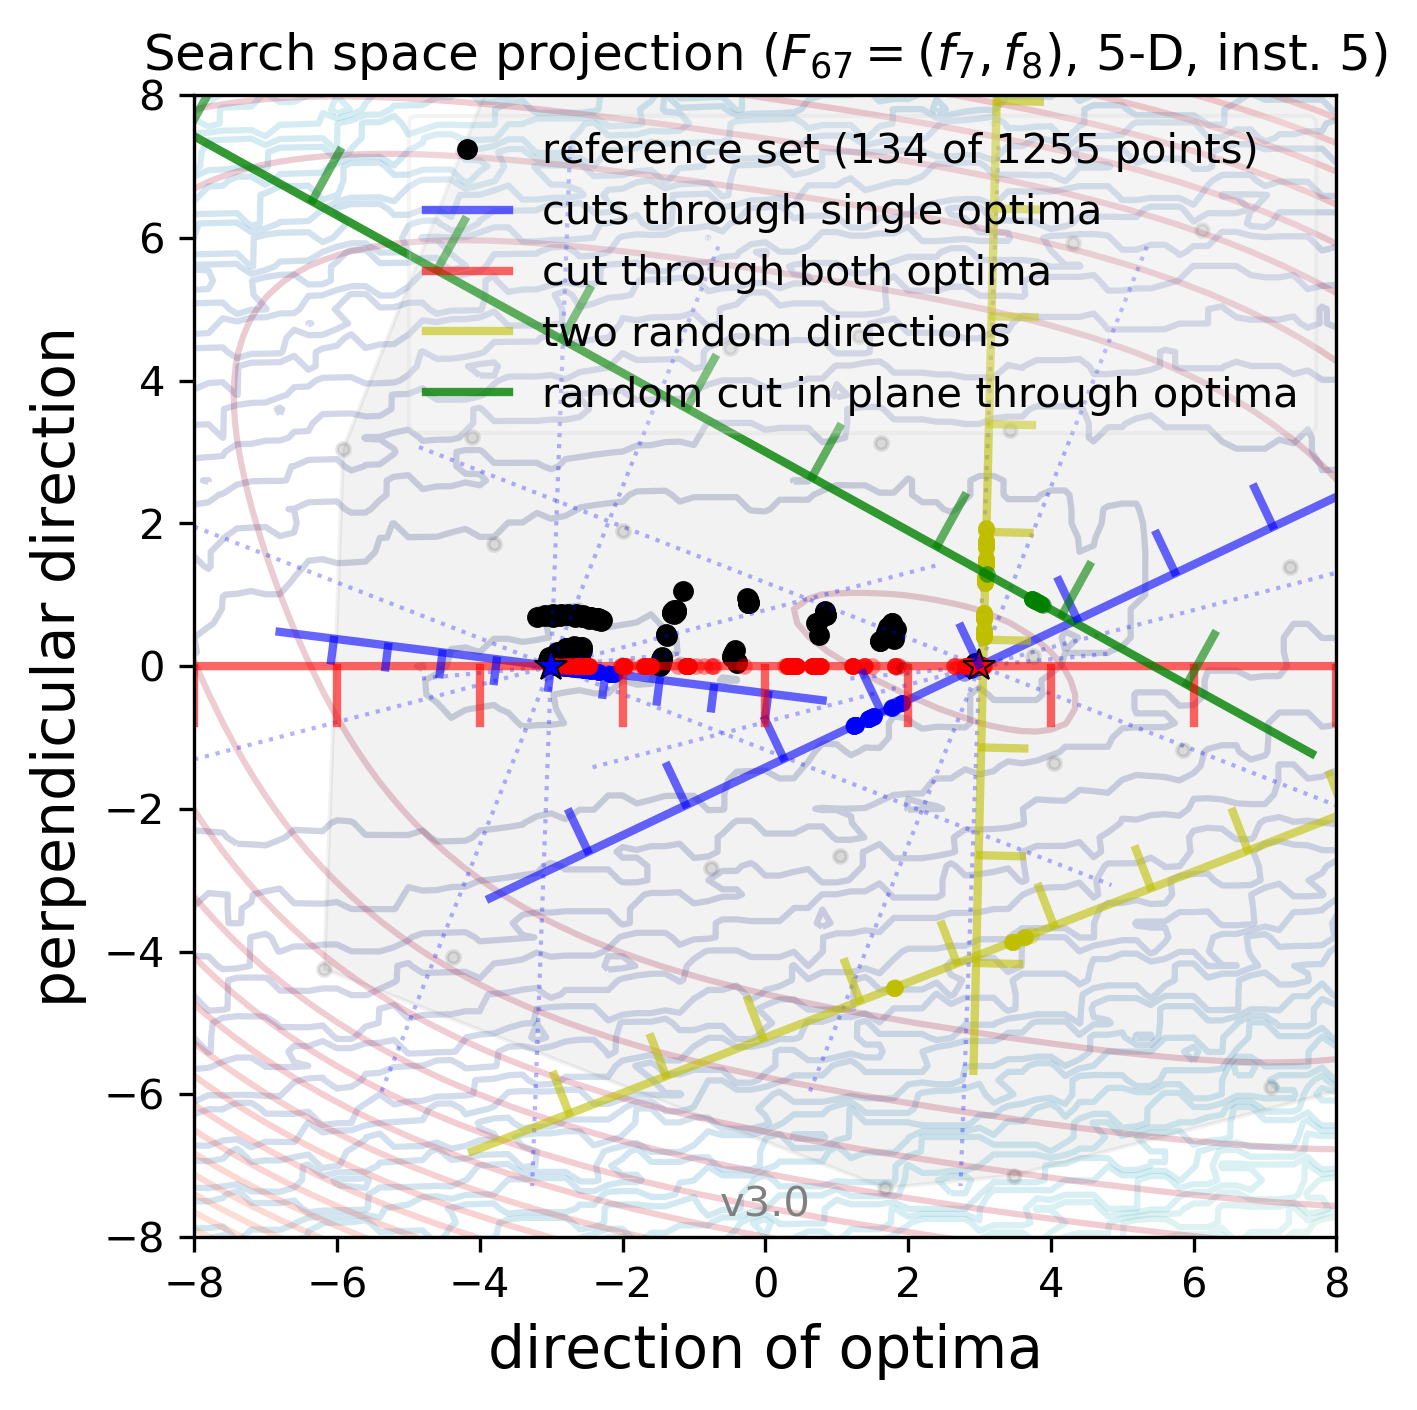 Search space projection (F67 = (f7, f8), 5-D, inst. 5)
8
6
4
2
0
−2
−4
−6
−8
perpendicular direction
reference set (134 of 1255 points)
cuts through single optima
cut through both optima
two random directions
random cut in plane through optima
v3.0
−8 −6 −4 −2 0 2 4 6 8
direction of optima